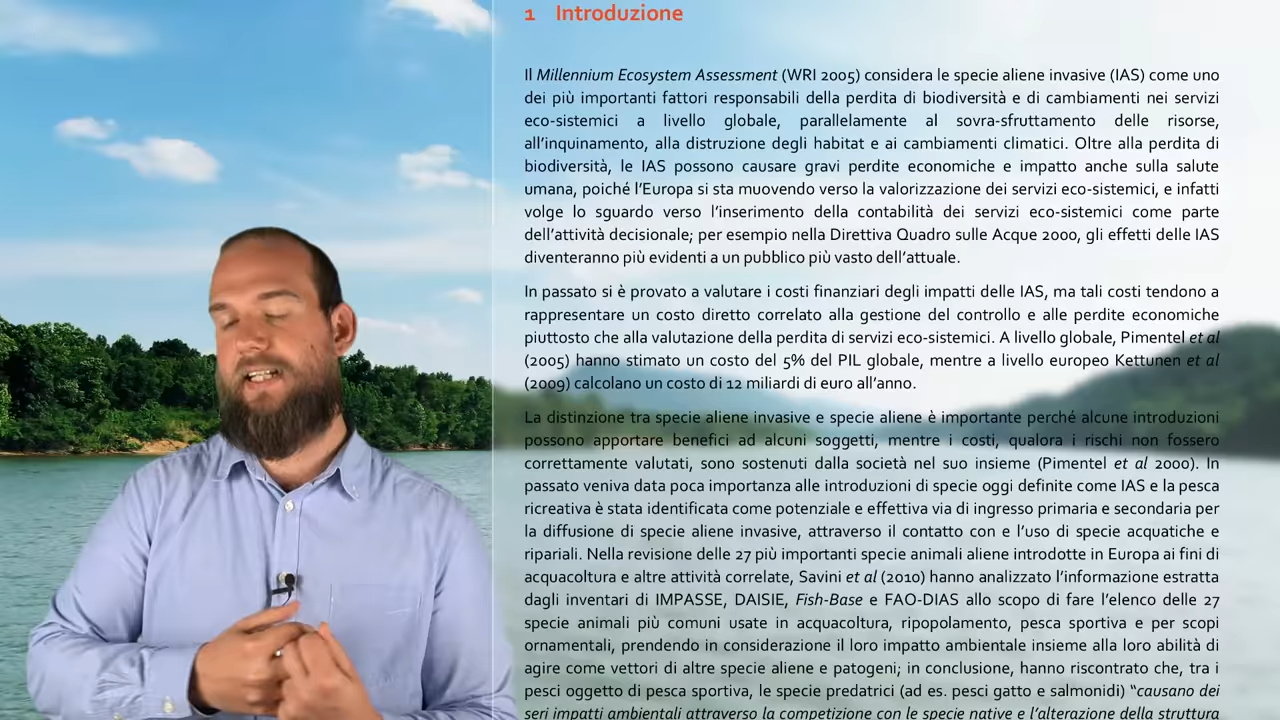 1 Introduzione
Il Millennium Ecosystem Assessment (WRI 2005) considera le specie aliene invasive (IAS) come uno
dei più importanti fattori responsabili della perdita di biodiversità e di cambiamenti nei servizi
eco-sistemici a livello globale, parallelamente al sovra-sfruttamento delle risorse,
all'inquinamento, alla distruzione degli habitat e ai cambiamenti climatici. Oltre alla perdita di
biodiversità, le IAS possono causare gravi perdite economiche e impatto anche sulla salute
umana, poiché l'Europa si sta muovendo verso la valorizzazione dei servizi eco-sistemici, e infatti
volge lo sguardo verso l'inserimento della contabilità dei servizi eco-sistemici come parte
dell'attività decisionale; per esempio nella Direttiva Quadro sulle Acque 2000, gli effetti delle IAS
diventeranno più evidenti a un pubblico più vasto dell'attuale.
In passato si è provato a valutare i costi finanziari degli impatti delle IAS, ma tali costi tendono a
rappresentare un costo diretto correlato alla gestione del controllo e alle perdite economiche
piuttosto che alla valutazione della perdita di servizi eco-sistemici. A livello globale, Pimentel et al
(2005) hanno stimato un costo del 5% del PIL globale, mentre a livello europeo Kettunen et al
(2009) calcolano un costo di 12 miliardi di euro all'anno.
La distinzione tra specie aliene invasive e specie aliene è importante perché alcune introduzioni
possono apportare benefici ad alcuni soggetti, mentre i costi, qualora i rischi non fossero
correttamente valutati, sono sostenuti dalla società nel suo insieme (Pimentel et al 2000). In
passato veniva data poca importanza alle introduzioni di specie oggi definite come IAS e la pesca
ricreativa è stata identificata come potenziale e effettiva via di ingresso primaria e secondaria per
la diffusione di specie aliene invasive, attraverso il contatto con e l'uso di specie acquatiche e
ripariali. Nella revisione delle 27 più importanti specie animali aliene introdotte in Europa ai fini di
acquacoltura e altre attività correlate, Savini et al (2010) hanno analizzato l'informazione estratta
dagli inventari di IMPASSE, DAISIE, Fish-Base e FAO-DIAS allo scopo di fare l'elenco delle 27
specie animali più comuni usate in acquacoltura, ripopolamento, pesca sportiva e per scopi
ornamentali, prendendo in considerazione il loro impatto ambientale insieme alla loro abilità di
agire come vettori di altre specie aliene e patogeni; in conclusione, hanno riscontrato che, tra i
pesci oggetto di pesca sportiva, le specie predatrici (ad es. pesci gatto e salmonidi) "causano dei
seri impatti ambientali attraverso la competizione con le specie native e l'alterazione della struttura